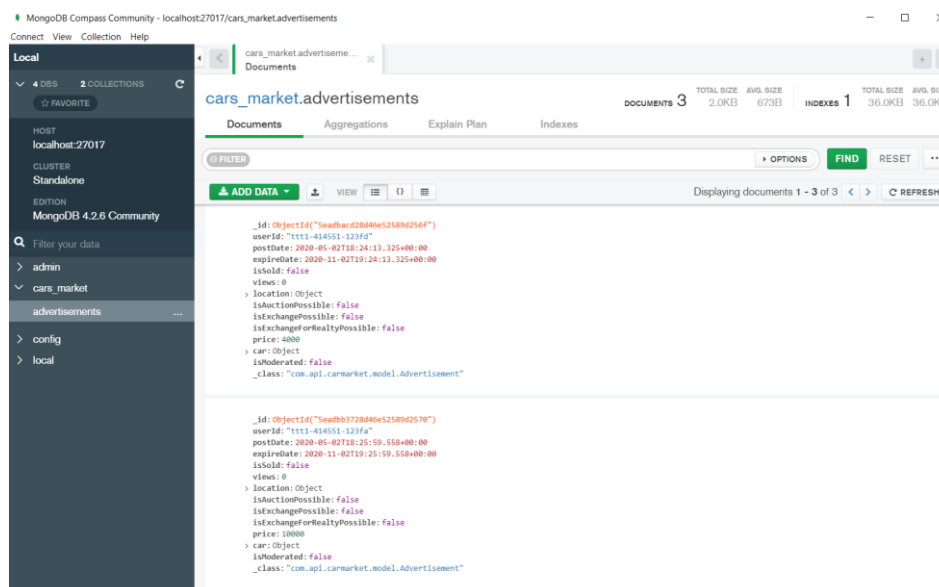 MongoDB Compass Community - localhost:27017/cars_market.advertisements
Connect View Collection Help
Local
4 DBS 2 COLLECTIONS
☆ FAVORITE
HOST
localhost:27017
CLUSTER
Standalone
EDITION
MongoDB 4.2.6 Community
Filter your data
admin
cars_market
advertisements ...
config
local
cars_market.advertiseme...
Documents
cars_market.advertisements
DOCUMENTS 3 TOTAL SIZE 2.0KB AVG. SIZE 673B INDEXES 1 TOTAL SIZE 36.0KB 36.0K
Documents Aggregations Explain Plan Indexes
FILTER OPTIONS FIND RESET ...
ADD DATA VIEW {} Displaying documents 1 - 3 of 3 < > REFRESH
_id: ObjectId("5eadbacd28d46e52589d256f")
userId: "ttt1-414551-123fd"
postDate: 2020-05-02T18:24:13.325+00:00
expireDate: 2020-11-02T19:24:13.325+00:00
isSold: false
views: 0
> location: Object
isAuctionPossible: false
isExchangePossible: false
isExchangeForRealtyPossible: false
price: 4000
> car: Object
isModerated: false
_class: "com.api.carmarket.model.Advertisement"
_id: ObjectId("5eadbb3728d46e52589d2570")
userId: "ttt1-414551-123fa"
postDate: 2020-05-02T18:25:59.558+00:00
expireDate: 2020-11-02T19:25:59.558+00:00
isSold: false
views: 0
> location: Object
isAuctionPossible: false
isExchangePossible: false
isExchangeForRealtyPossible: false
price: 10000
> car: Object
isModerated: false
_class: "com.api.carmarket.model.Advertisement"